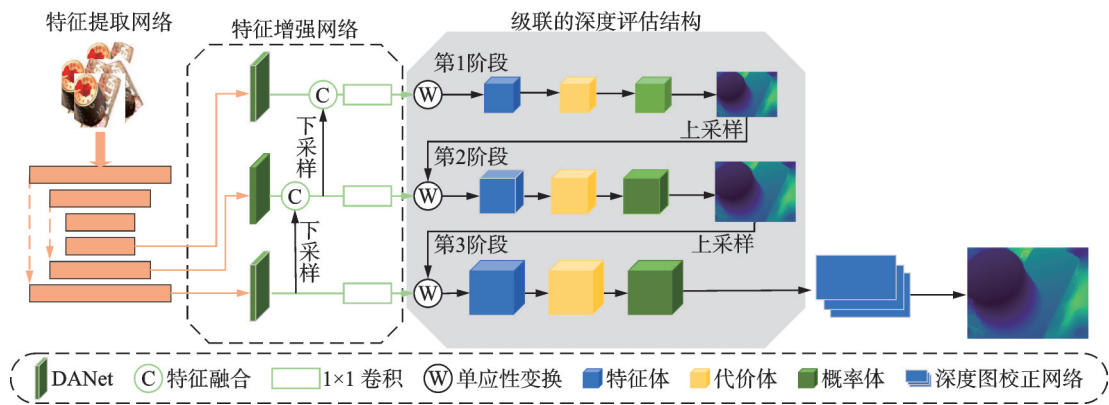 特征提取网络
特征增强网络
级联的深度评估结构
第1阶段
C
W
下采样
上采样
第2阶段
C
W
下采样
上采样
第3阶段
W
DANet
C 特征融合
1×1 卷积
W 单应性变换
特征体
代价体
概率体
深度图校正网络